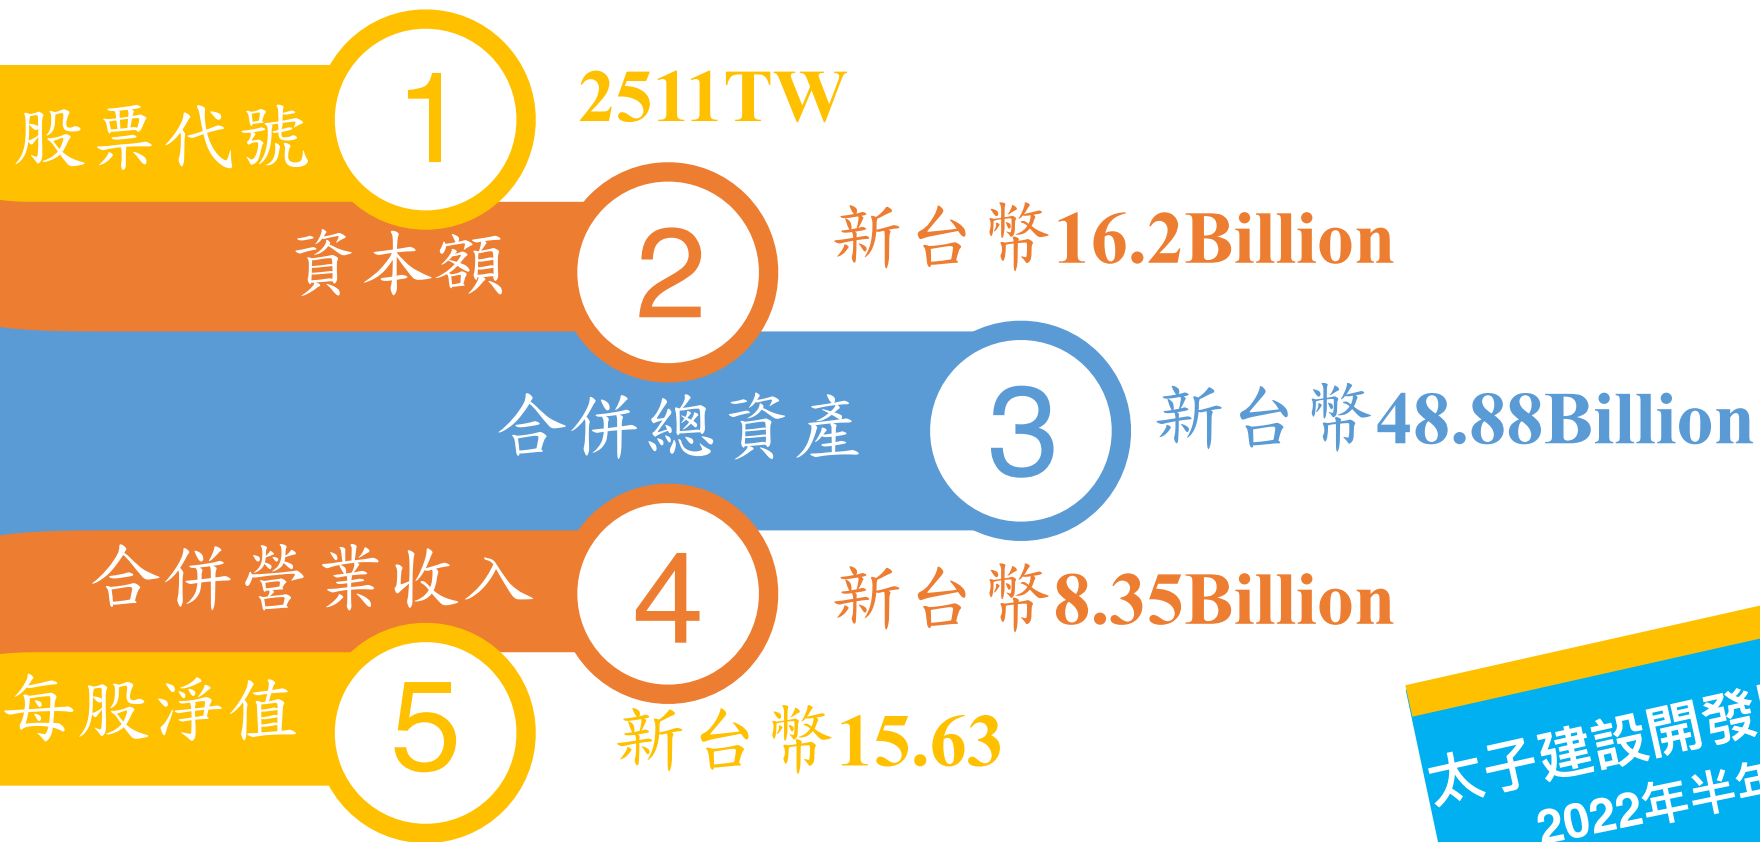 股票代號
1
2511TW
資本額
2
新台幣16.2Billion
合併總資產
3
新台幣48.88Billion
合併營業收入
4
新台幣8.35Billion
每股淨值
5
新台幣15.63
太子建設開發
2022年半年